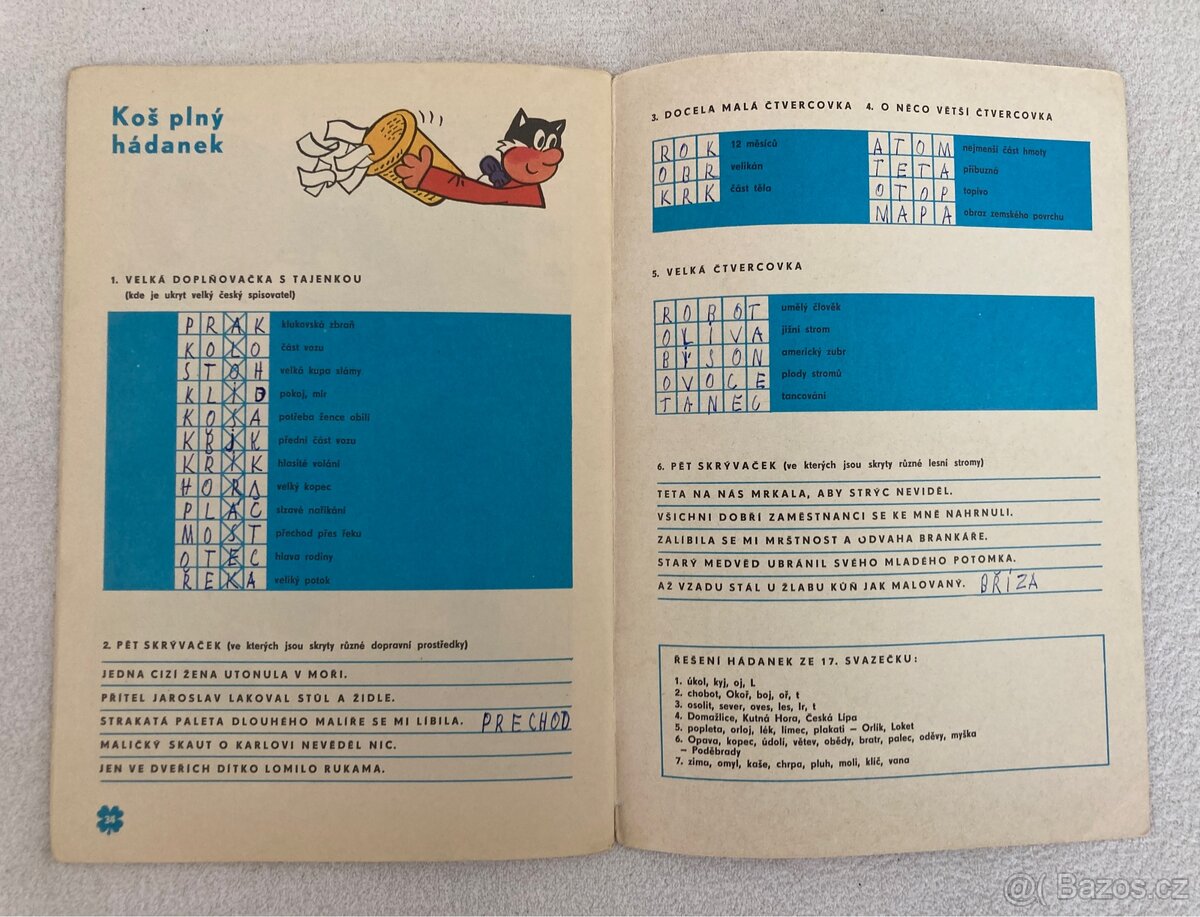 Koš plný
hádanek
1. VELKÁ DOPLŇOVAČKA S TAJENKOU
(kde je ukryt velký český spisovatel)
PRAK klukovská zbraň
KOLO část vozu
STOH velká kupa slámy
KLID pokoj, mír
KOSA potřeba žence obilí
přední část vozu
KŘIK hlasité volání
HORA velký kopec
PLÁČ slzavé naříkání
MOST přechod přes řeku
OTEC hlava rodiny
ŘEKA veliký potok
2. PĚT SKRÝVAČEK (ve kterých jsou skryty různé dopravní prostředky)
JEDNA CIZÍ ŽENA UTONULA V MOŘI.
PŘÍTEL JAROSLAV LAKOVAL STŮL A ŽIDLE.
STRAKATÁ PALETA DLOUHÉHO MALÍŘE SE MI LÍBILA. PRECHOD
MALIČKÝ SKAUT O KARLOVI NEVĚDĚL NIC.
JEN VE DVEŘÍCH DÍTKO LOMILO RUKAMA.
34
3. DOCELA MALÁ ČTVERCOVKA 4. O NĚCO VĚTŠÍ ČTVERCOVKA
ROK 12 měsíců
OBR velikán
KRK část těla
ATOM nejmenší část hmoty
TETA příbuzná
OTOP topivo
MAPA obraz zemského povrchu
5. VELKÁ ČTVERCOVKA
ROBOT umělý člověk
OLIVA jižní strom
BISON americký zubr
OVOCE plody stromů
TANEC tancování
6. PĚT SKRÝVAČEK (ve kterých jsou skryty různé lesní stromy)
TETA NA NÁS MRKALA, ABY STRÝC NEVIDĚL.
VŠICHNI DOBŘÍ ZAMĚSTNANCI SE KE MNĚ NAHRNULI.
ZALÍBILA SE MI MRŠTNOST A ODVAHA BRANKÁŘE.
STARÝ MEDVĚD UBRÁNIL SVÉHO MLADÉHO POTOMKA.
AŽ VZADU STÁL U ŽLABU KŮŇ JAK MALOVANÝ. BŘÍZA
ŘEŠENÍ HÁDANEK ZE 17. SVAZEČKU:
1. úkol, kyj, oj, L
2. chobot, Okoř, boj, oř, t
3. osolit, sever, oves, les, Ir, t
4. Domažlice, Kutná Hora, Česká Lípa
5. popleta, orloj, lék, límec, plakati – Orlík, Loket
6. Opava, kopec, údolí, větev, obědy, bratr, palec, oděvy, myška
– Poděbrady
7. zima, omyl, kaše, chrpa, pluh, moli, klíč, vana
@( Bazos.cz